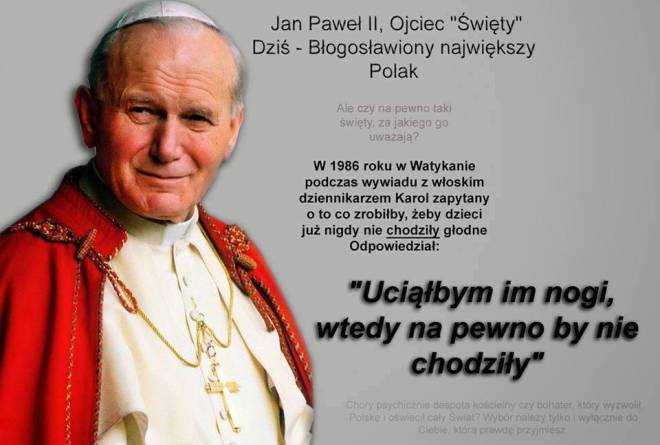 Jan Paweł II, Ojciec "Święty"
Dziś - Błogosławiony największy
Polak
Ale czy na pewno taki
święty, za jakiego go
uważają?
W 1986 roku w Watykanie
podczas wywiadu z włoskim
dziennikarzem Karol zapytany
o to co zrobiłby, żeby dzieci
już nigdy nie chodziły głodne
Odpowiedział:
"Uciąłbym im nogi,
wtedy na pewno by nie
chodziły"
Chory psychicznie despota kościelny czy bohater, który wyzwolił
Polskę i oświecił cały Świat? Wybór należy tylko i wyłącznie do
Ciebie, którą prawdę przyjmiesz.